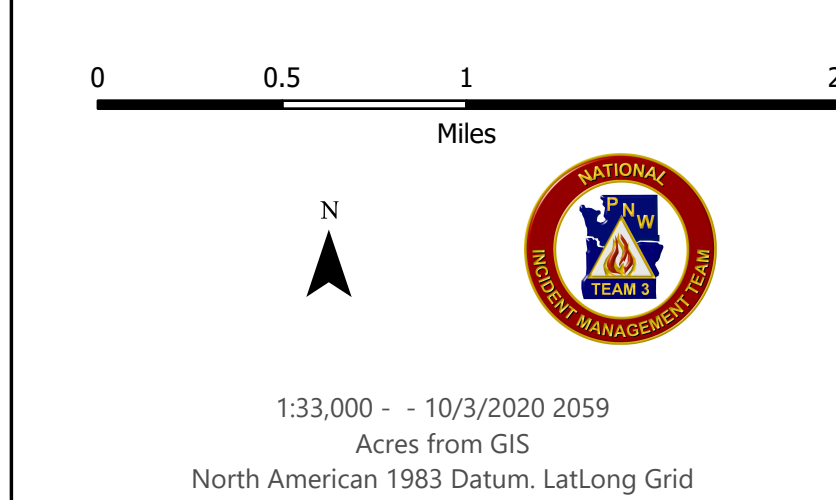 0 0.5 1 2
Miles
N
NATIONAL
PNW
TEAM 3
INCIDENT MANAGEMENT TEAM
1:33,000 - - 10/3/2020 2059
Acres from GIS
North American 1983 Datum. LatLong Grid